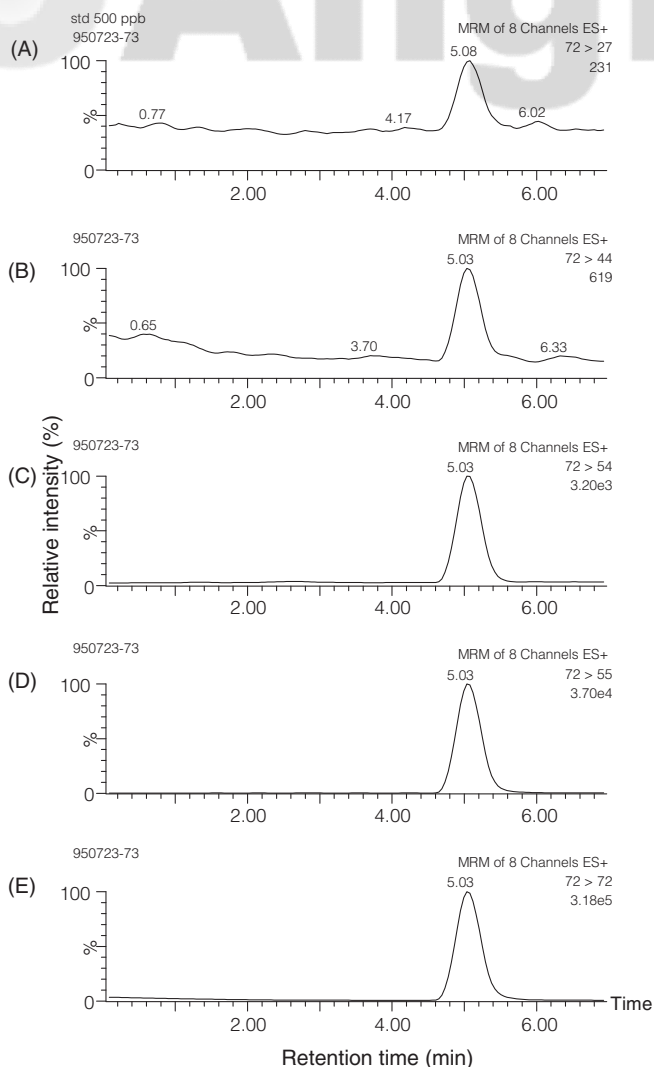 std 500 ppb
950723-73
MRM of 8 Channels ES+
(A)
5.08
72 > 27
231
100
%
0.77
4.17
6.02
0
2.00
4.00
6.00
950723-73
MRM of 8 Channels ES+
(B)
5.03
72 > 44
619
100
%
0.65
3.70
6.33
0
2.00
4.00
6.00
950723-73
MRM of 8 Channels ES+
(C)
5.03
72 > 54
3.20e3
100
%
0
2.00
4.00
6.00
Relative intensity (%)
950723-73
MRM of 8 Channels ES+
(D)
5.03
72 > 55
3.70e4
100
%
0
2.00
4.00
6.00
950723-73
MRM of 8 Channels ES+
(E)
5.03
72 > 72
3.18e5
100
%
0
Time
2.00
4.00
6.00
Retention time (min)